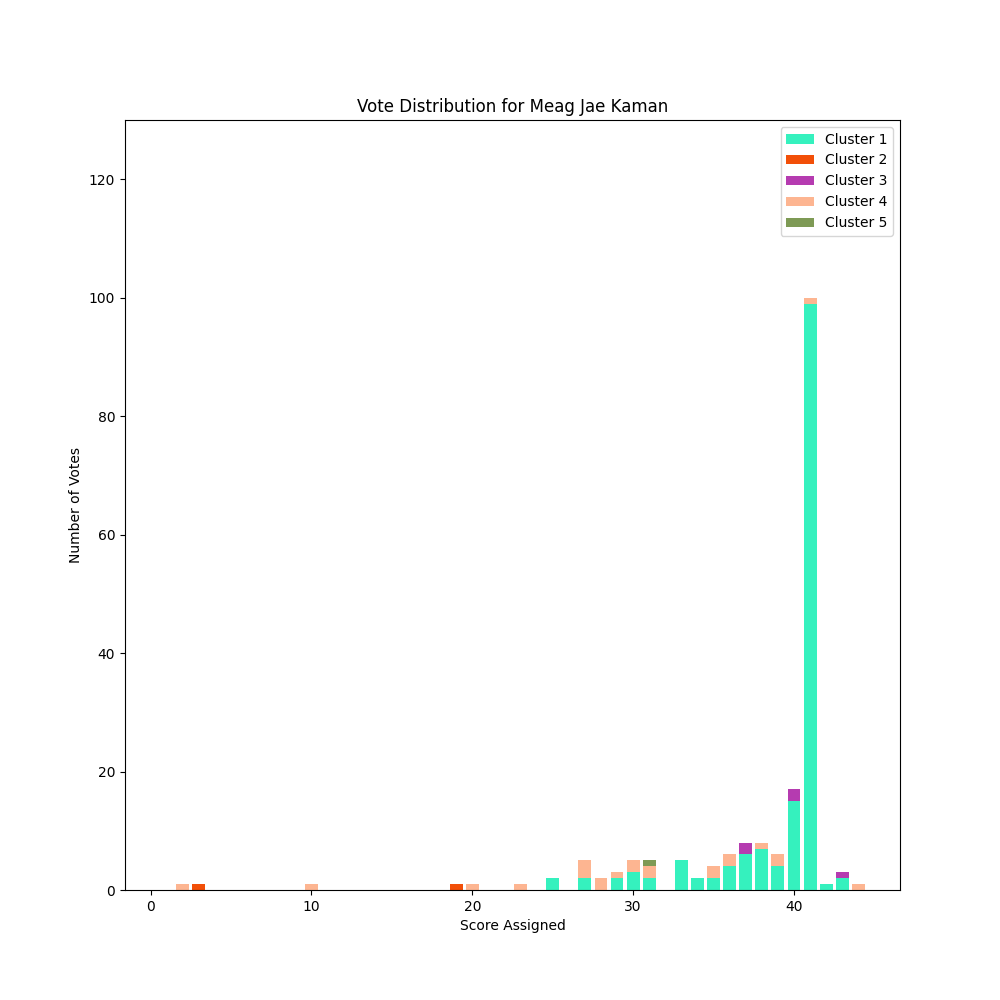 Vote Distribution for Meag Jae Kaman
Cluster 1
Cluster 2
Cluster 3
Cluster 4
Cluster 5
120
100
80
60
40
20
0
Number of Votes
0 10 20 30 40
Score Assigned